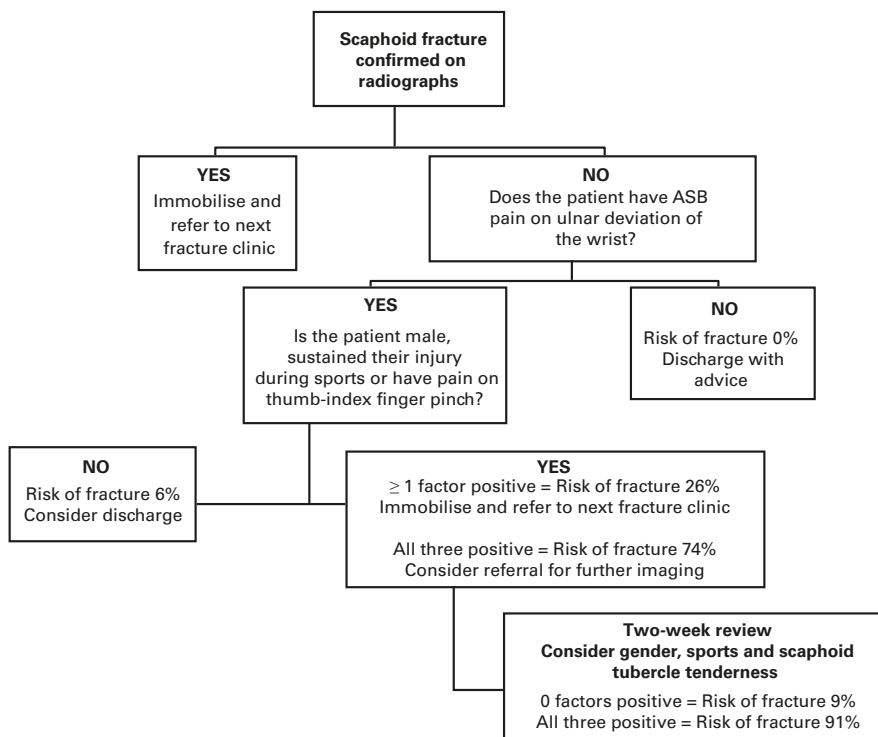 Scaphoid fracture
confirmed on
radiographs
YES
Immobilise and
refer to next
fracture clinic
NO
Does the patient have ASB
pain on ulnar deviation of
the wrist?
YES
Is the patient male,
sustained their injury
during sports or have pain on
thumb-index finger pinch?
NO
Risk of fracture 0%
Discharge with
advice
NO
Risk of fracture 6%
Consider discharge
YES
≥ 1 factor positive = Risk of fracture 26%
Immobilise and refer to next fracture clinic
All three positive = Risk of fracture 74%
Consider referral for further imaging
Two-week review
Consider gender, sports and scaphoid
tubercle tenderness
0 factors positive = Risk of fracture 9%
All three positive = Risk of fracture 91%